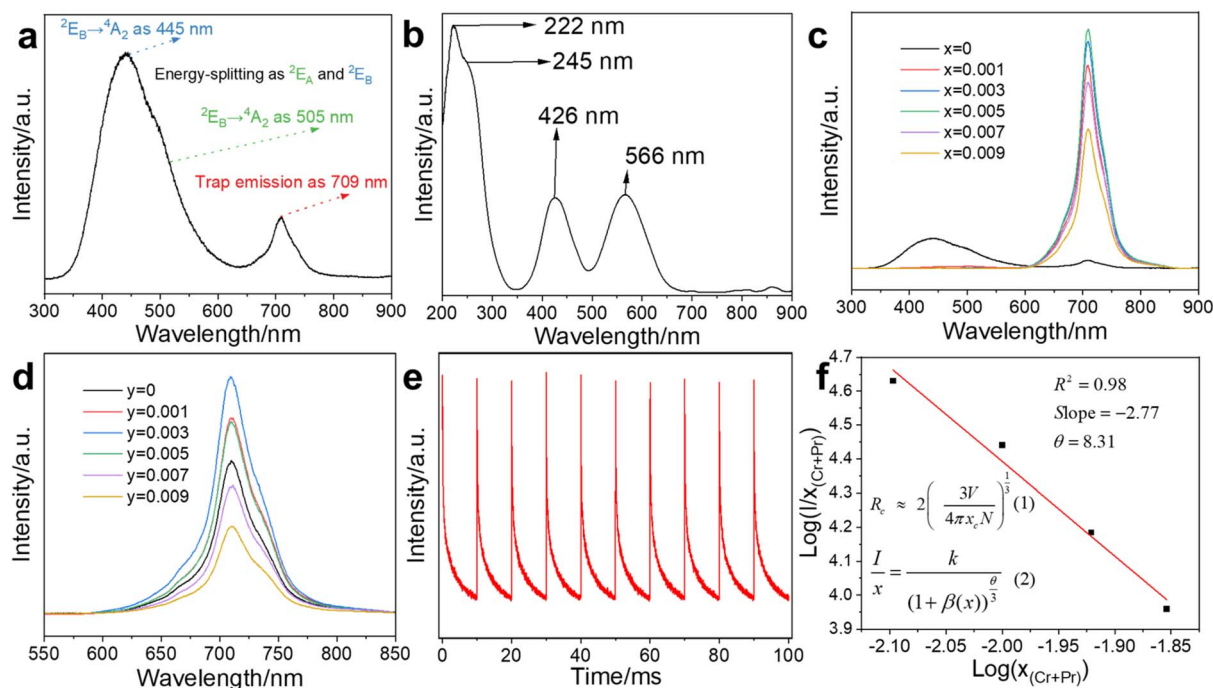 a
²E_B→⁴A₂ as 445 nm
Energy-splitting as ²E_A and ²E_B
²E_B→⁴A₂ as 505 nm
Trap emission as 709 nm
Intensity/a.u.
300 400 500 600 700 800 900
Wavelength/nm
b
222 nm
245 nm
426 nm
566 nm
Intensity/a.u.
200 300 400 500 600 700 800 900
Wavelength/nm
c
x=0
x=0.001
x=0.003
x=0.005
x=0.007
x=0.009
Intensity/a.u.
300 400 500 600 700 800 900
Wavelength/nm
d
y=0
y=0.001
y=0.003
y=0.005
y=0.007
y=0.009
Intensity/a.u.
550 600 650 700 750 800 850
Wavelength/nm
e
Intensity/a.u.
0 20 40 60 80 100
Time/ms
f
4.7
4.6
4.5
4.4
4.3
4.2
4.1
4.0
3.9
Log(I/x_(Cr+Pr))
R² = 0.98
Slope = −2.77
θ = 8.31
R_c ≈ 2(3V/4πx_cN)^(1/3) (1)
I/x = k/(1+β(x))^(θ/3) (2)
-2.10 -2.05 -2.00 -1.95 -1.90 -1.85
Log(x_(Cr+Pr))